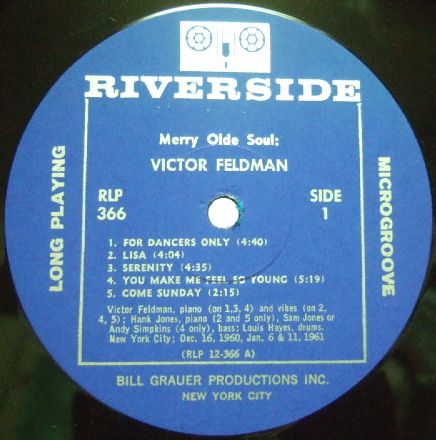 RIVERSIDE
Merry Olde Soul:
VICTOR FELDMAN
RLP
366
SIDE
1
LONG PLAYING
MICROGROOVE
1. FOR DANCERS ONLY (4:40)
2. LISA (4:04)
3. SERENITY (4:35)
4. YOU MAKE ME FEEL SO YOUNG (5:19)
5. COME SUNDAY (2:15)
Victor Feldman, piano (on 1,3, 4) and vibes (on 2,
4, 5); Hank Jones, piano (2 and 5 only), Sam Jones or
Andy Simpkins (4 only), bass; Louis Hayes, drums.
New York City; Dec. 16, 1960, Jan. 6 & 11, 1961
(RLP 12-366 A)
BILL GRAUER PRODUCTIONS INC.
NEW YORK CITY